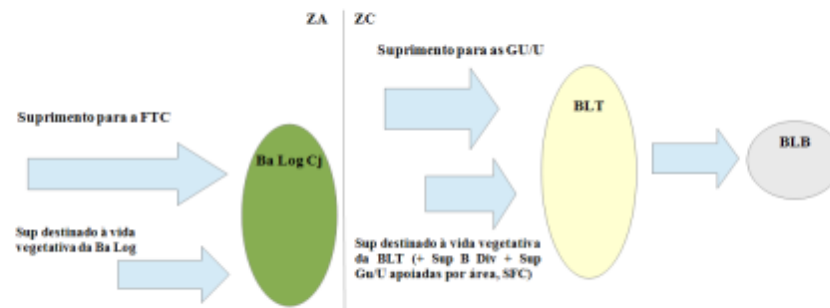 ZA
ZC
Suprimento para as GU/U
BLT
Suprimento para a FTC
BLB
Ba Log Cj
Sup destinado à vida
vegetativa da Ba Log
Sup destinado à vida vegetativa
da BLT (+ Sup B Div + Sup
Gu/U apoiadas por área, SFC)